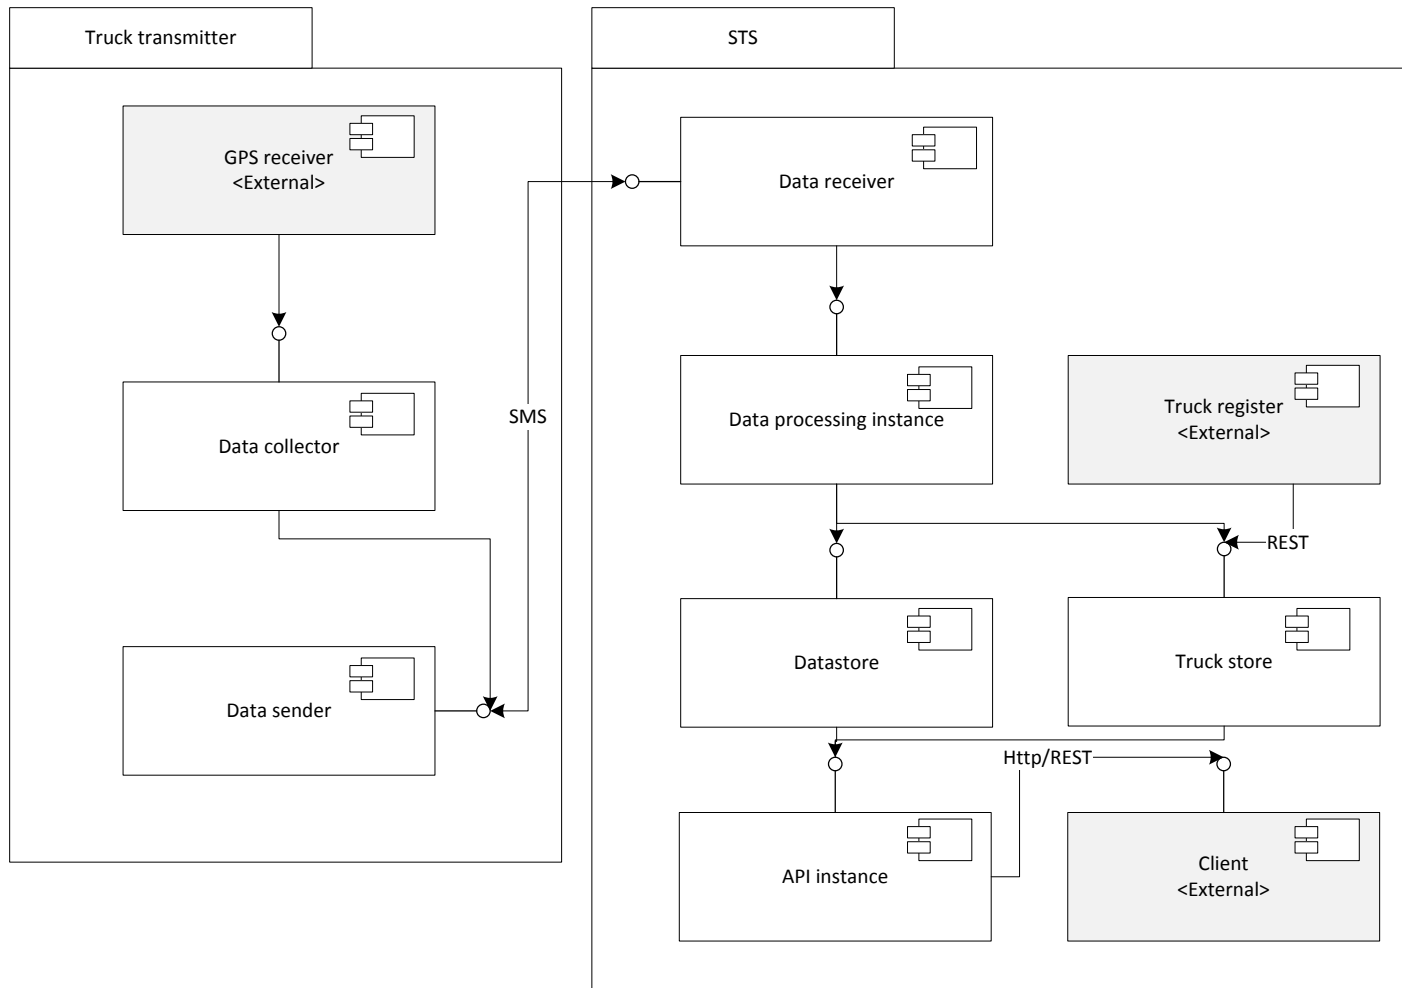 Truck transmitter
STS
GPS receiver
<External>
Data receiver
Data collector
SMS
Data processing instance
Truck register
<External>
REST
Data sender
Datastore
Truck store
Http/REST
API instance
Client
<External>